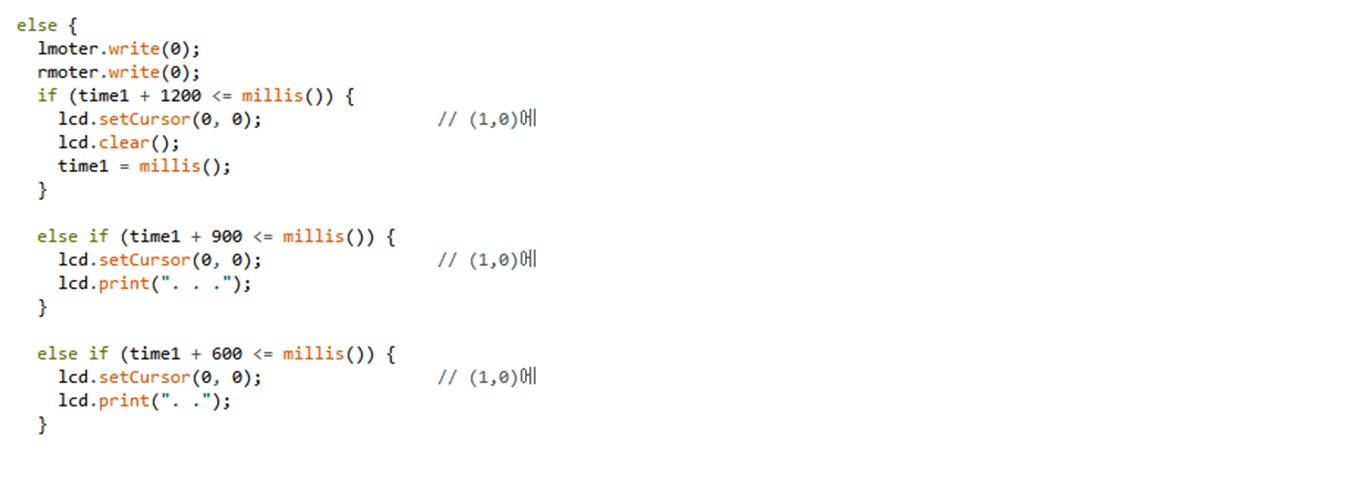 else {
lmoter.write(0);
rmoter.write(0);
if (time1 + 1200 <= millis()) {
lcd.setCursor(0, 0); // (1,0)에
lcd.clear();
time1 = millis();
}
else if (time1 + 900 <= millis()) {
lcd.setCursor(0, 0); // (1,0)에
lcd.print(". . .");
}
else if (time1 + 600 <= millis()) {
lcd.setCursor(0, 0); // (1,0)에
lcd.print(". .");
}